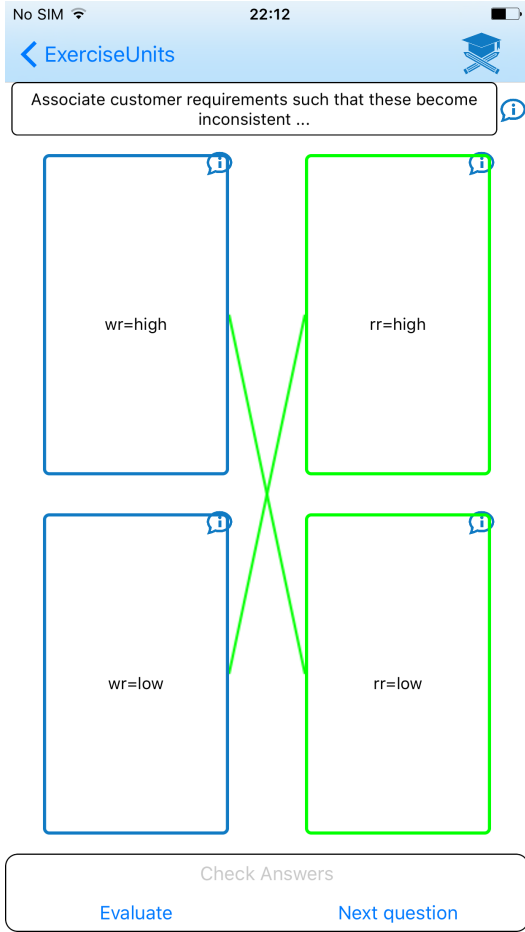 No SIM 22:12
ExerciseUnits
Associate customer requirements such that these become
inconsistent ...
wr=high rr=high
wr=low rr=low
Check Answers
Evaluate Next question